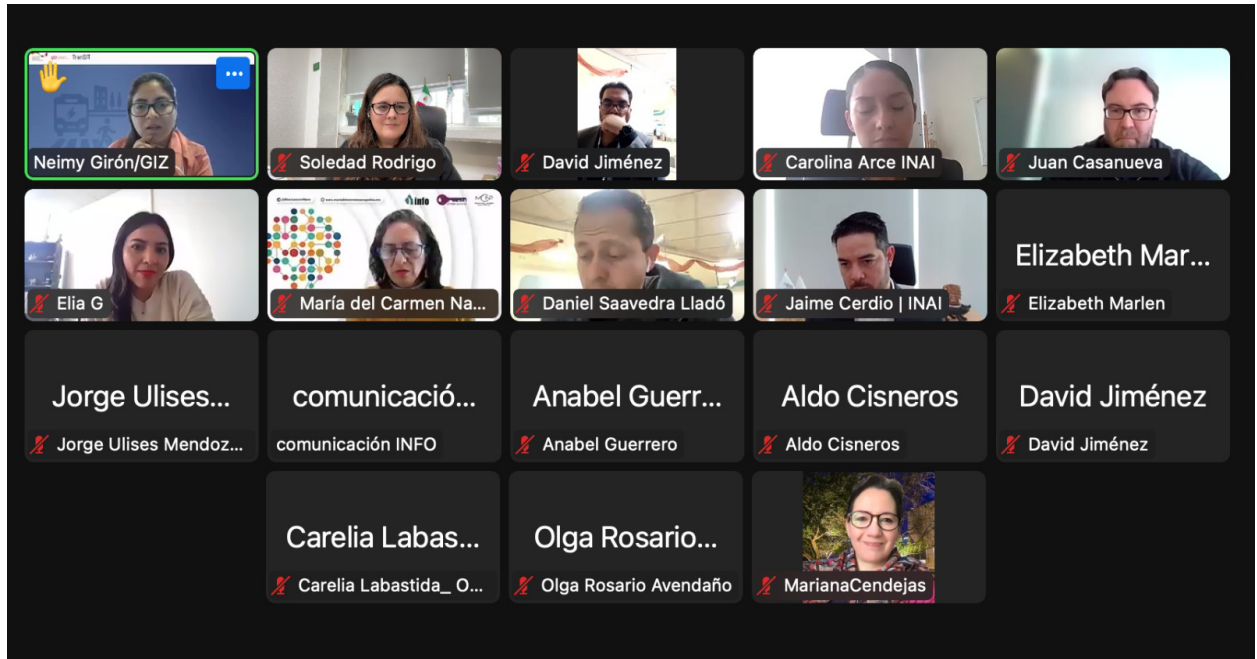 TranSIT
Neimy Girón/GIZ
Soledad Rodrigo
David Jiménez
Carolina Arce INAI
Juan Casanueva
Elia G
info
María del Carmen Na...
Daniel Saavedra Lladó
Jaime Cerdio | INAI
Elizabeth Mar...
Elizabeth Marlen
Jorge Ulises...
Jorge Ulises Mendoz...
comunicació...
comunicación INFO
Anabel Guerr...
Anabel Guerrero
Aldo Cisneros
Aldo Cisneros
David Jiménez
David Jiménez
Carelia Labas...
Carelia Labastida_ O...
Olga Rosario...
Olga Rosario Avendaño
MarianaCendejas